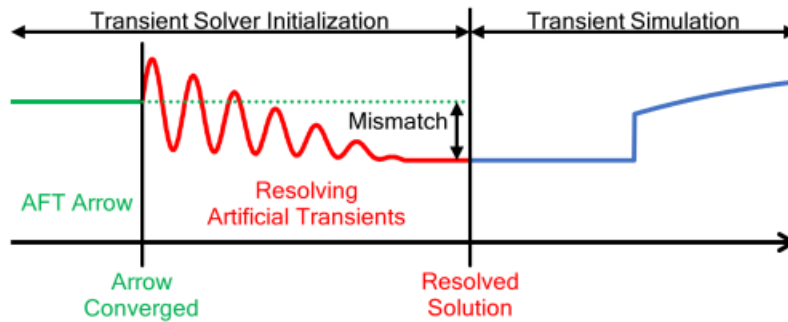 Transient Solver Initialization
Transient Simulation
Mismatch
AFT Arrow
Resolving
Artificial Transients
Arrow
Converged
Resolved
Solution